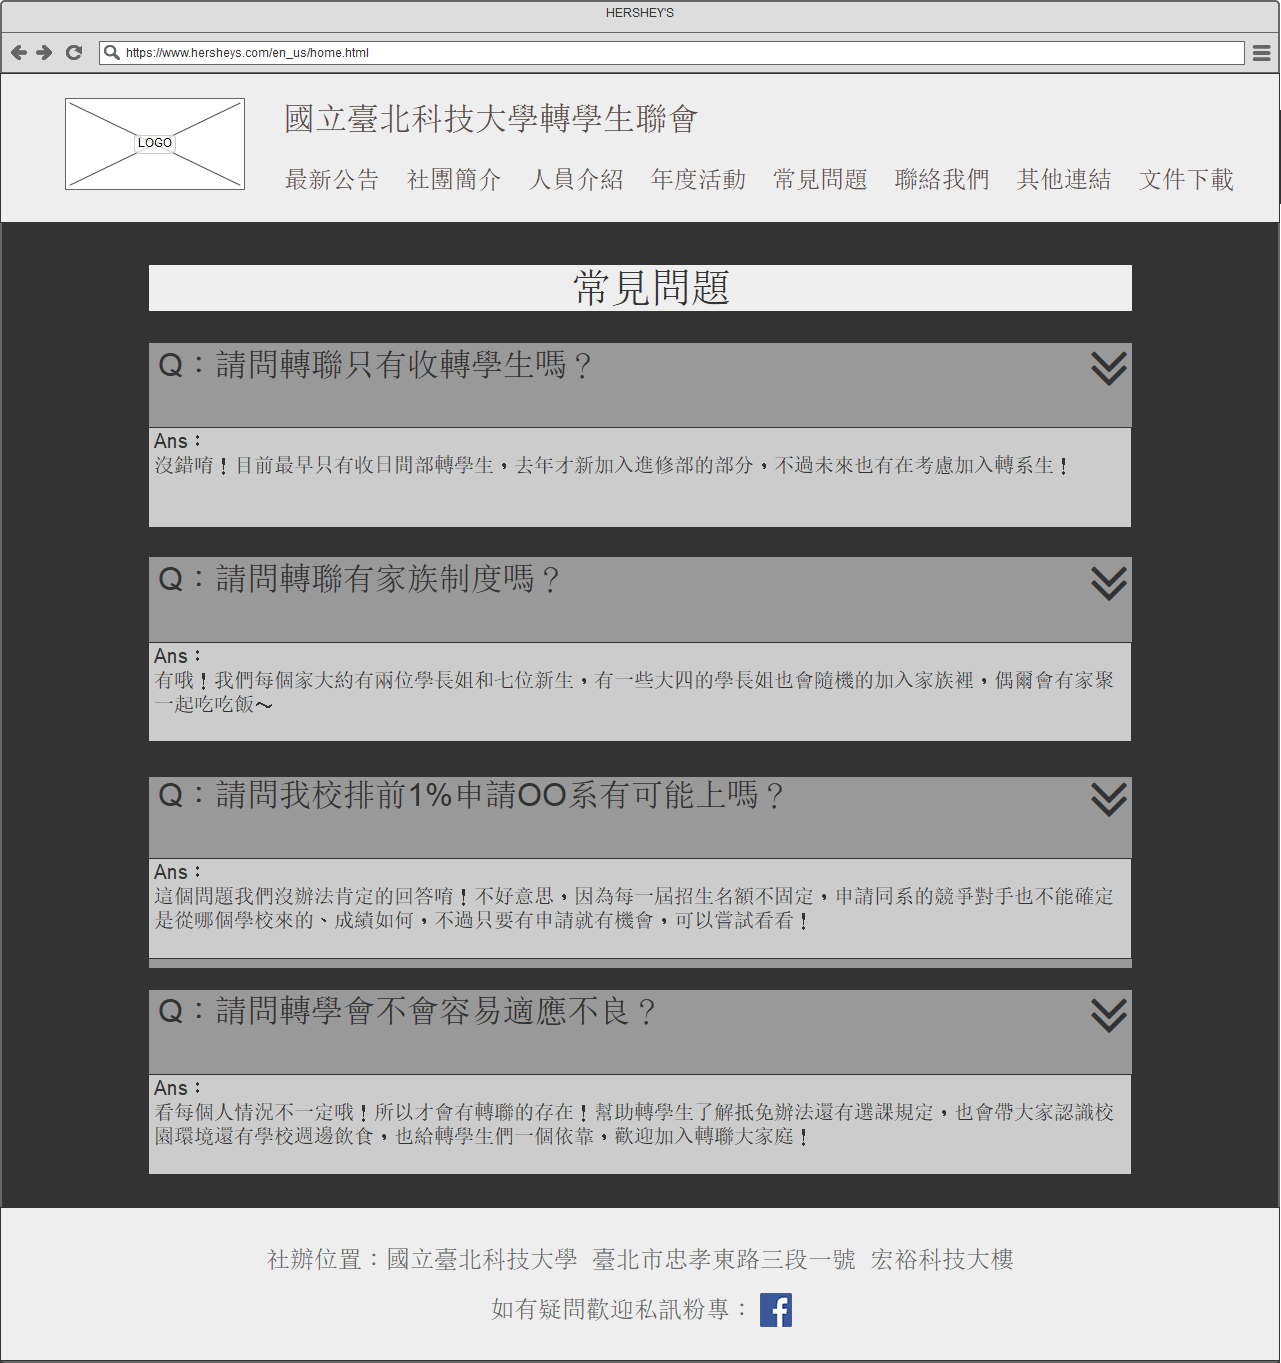 HERSHEY'S
https://www.hersheys.com/en_us/home.html
LOGO
國立臺北科技大學轉學生聯會
最新公告 社團簡介 人員介紹 年度活動 常見問題 聯絡我們 其他連結 文件下載
常見問題
Q：請問轉聯只有收轉學生嗎？
Ans：
沒錯唷！目前最早只有收日間部轉學生，去年才新加入進修部的部分，不過未來也有在考慮加入轉系生！
Q：請問轉聯有家族制度嗎？
Ans：
有哦！我們每個家大約有兩位學長姐和七位新生，有一些大四的學長姐也會隨機的加入家族裡，偶爾會有家聚
一起吃吃飯～
Q：請問我校排前1%申請OO系有可能上嗎？
Ans：
這個問題我們沒辦法肯定的回答唷！不好意思，因為每一屆招生名額不固定，申請同系的競爭對手也不能確定
是從哪個學校來的、成績如何，不過只要有申請就有機會，可以嘗試看看！
Q：請問轉學會不會容易適應不良？
Ans：
看每個人情況不一定哦！所以才會有轉聯的存在！幫助轉學生了解抵免辦法還有選課規定，也會帶大家認識校
園環境還有學校週邊飲食，也給轉學生們一個依靠，歡迎加入轉聯大家庭！
社辦位置：國立臺北科技大學 臺北市忠孝東路三段一號 宏裕科技大樓
如有疑問歡迎私訊粉專：